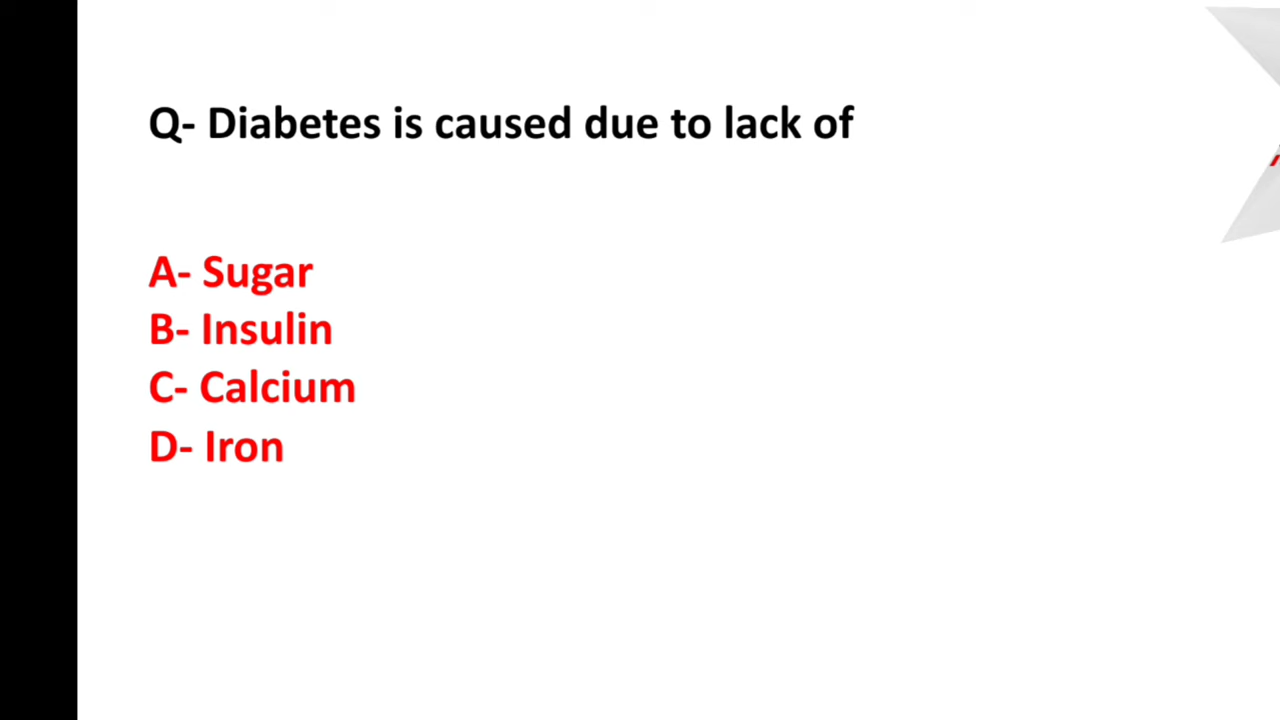 Q- Diabetes is caused due to lack of
A- Sugar
B- Insulin
C- Calcium
D- Iron